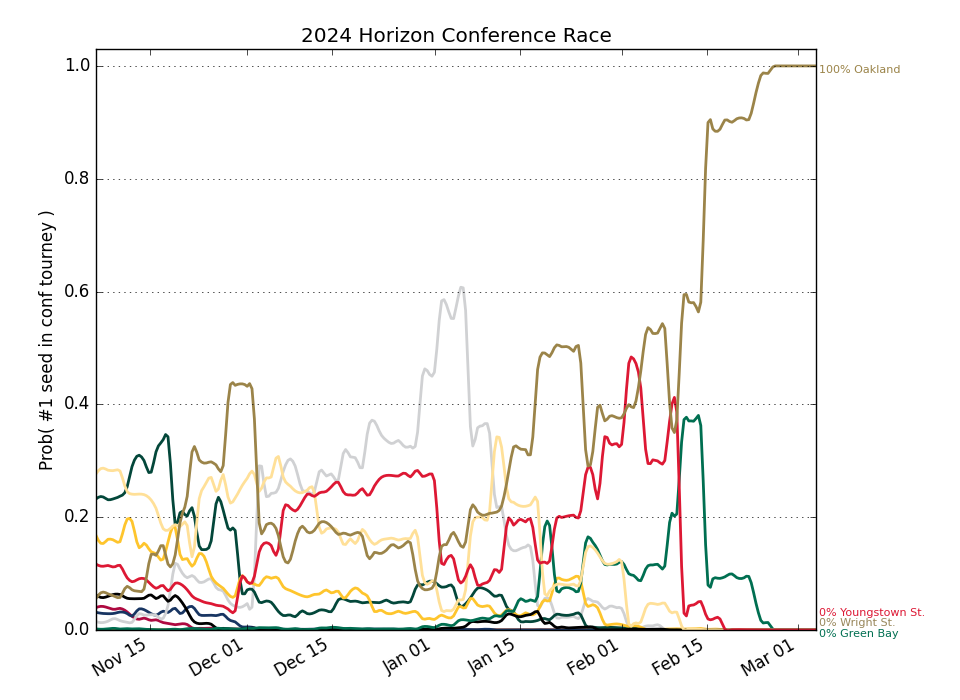 2024 Horizon Conference Race
Prob( #1 seed in conf tourney )
1.0
0.8
0.6
0.4
0.2
0.0
Nov 15
Dec 01
Dec 15
Jan 01
Jan 15
Feb 01
Feb 15
Mar 01
100% Oakland
0% Youngstown St.
0% Wright St.
0% Green Bay